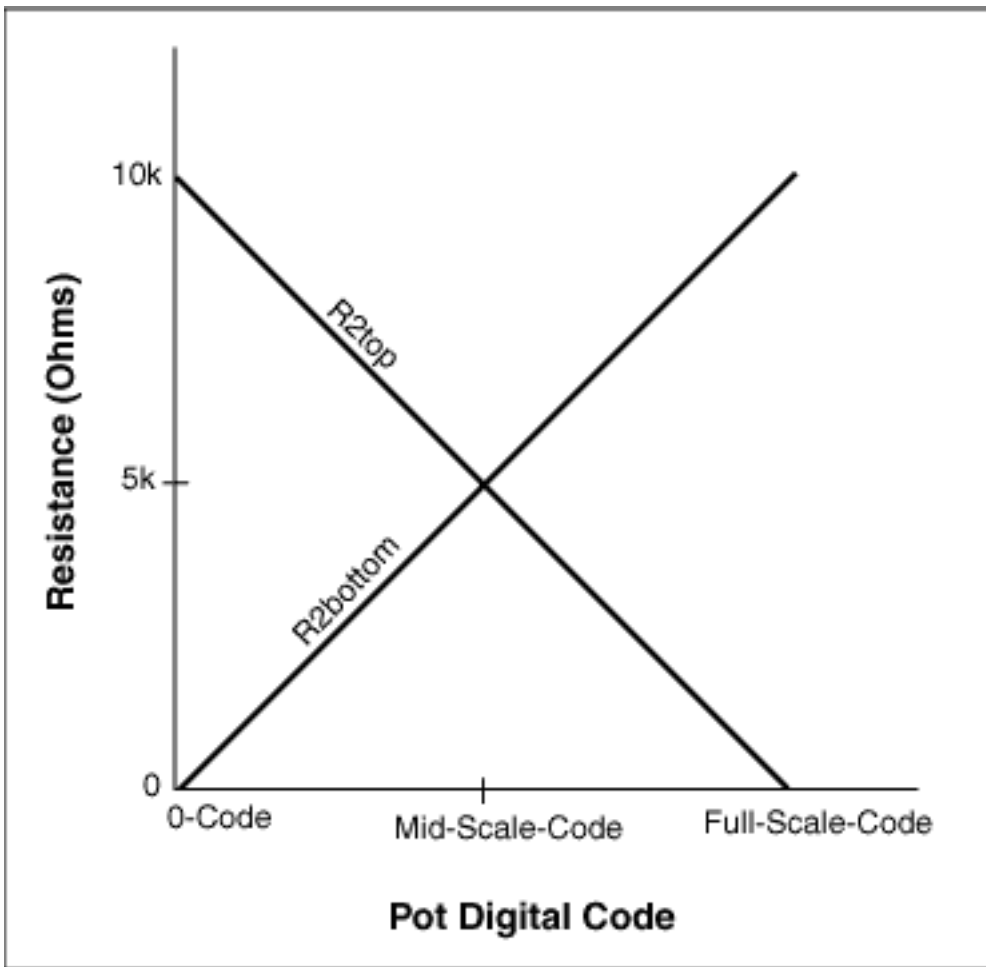 10k
R2top
Resistance (Ohms)
5k
R2bottom
0
0-Code
Mid-Scale-Code
Full-Scale-Code
Pot Digital Code